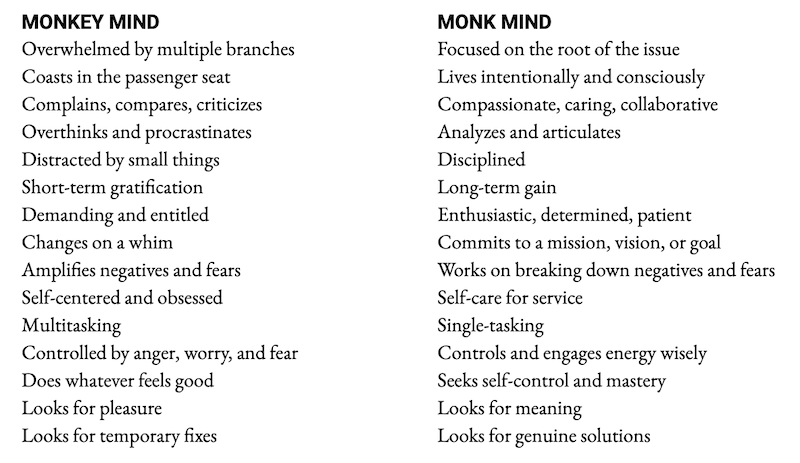 MONKEY MIND MONK MIND
Overwhelmed by multiple branches Focused on the root of the issue
Coasts in the passenger seat Lives intentionally and consciously
Complains, compares, criticizes Compassionate, caring, collaborative
Overthinks and procrastinates Analyzes and articulates
Distracted by small things Disciplined
Short-term gratification Long-term gain
Demanding and entitled Enthusiastic, determined, patient
Changes on a whim Commits to a mission, vision, or goal
Amplifies negatives and fears Works on breaking down negatives and fears
Self-centered and obsessed Self-care for service
Multitasking Single-tasking
Controlled by anger, worry, and fear Controls and engages energy wisely
Does whatever feels good Seeks self-control and mastery
Looks for pleasure Looks for meaning
Looks for temporary fixes Looks for genuine solutions